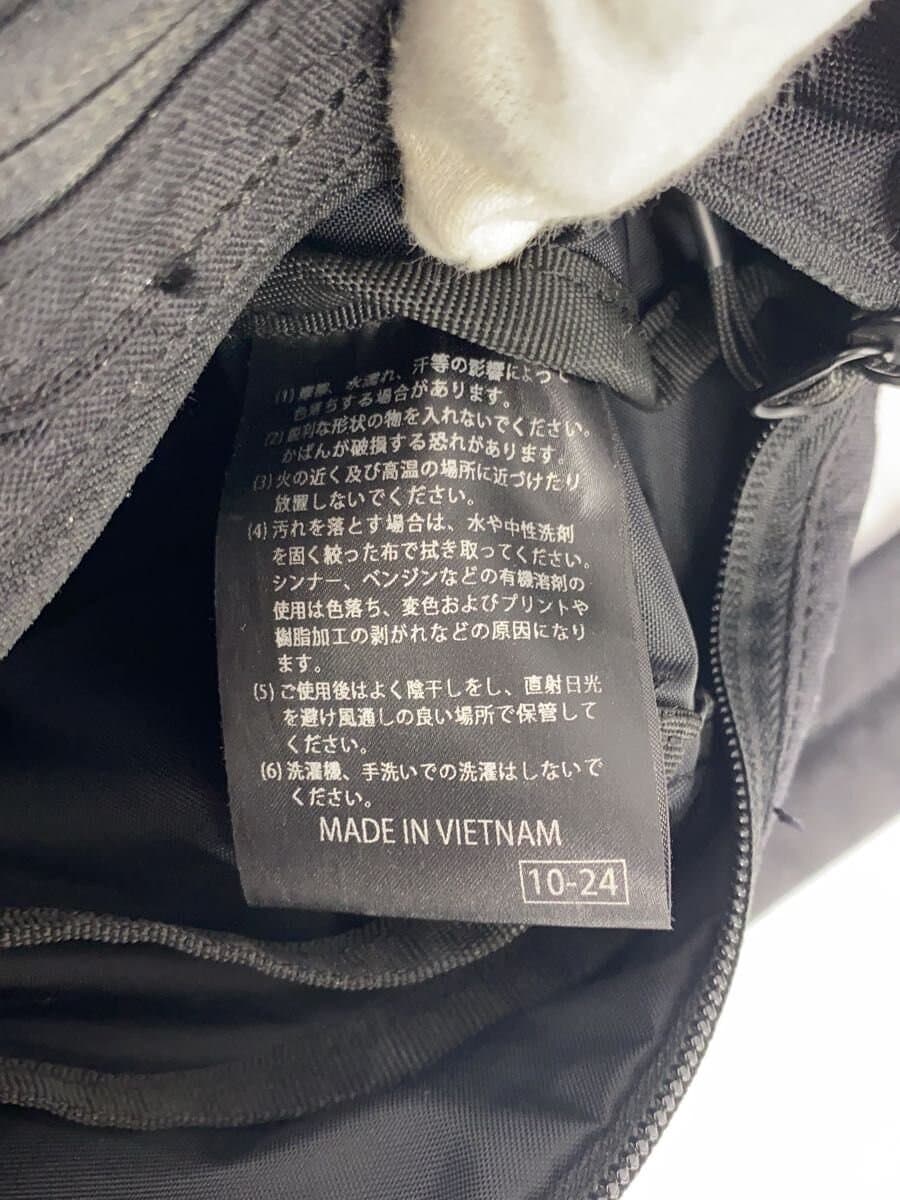 (1) 摩擦、水濡れ、汗等の影響によって
色落ちする場合があります。
(2) 鋭利な形状の物を入れないでください。
かばんが破損する恐れがあります。
(3) 火の近く及び高温の場所に近づけたり
放置しないでください。
(4) 汚れを落とす場合は、水や中性洗剤
を固く絞った布で拭き取ってください。
シンナー、ベンジンなどの有機溶剤の
使用は色落ち、変色およびプリントや
樹脂加工の剥がれなどの原因になり
ます。
(5) ご使用後はよく陰干しをし、直射日光
を避け風通しの良い場所で保管して
ください。
(6) 洗濯機、手洗いでの洗濯はしないで
ください。
MADE IN VIETNAM
10-24